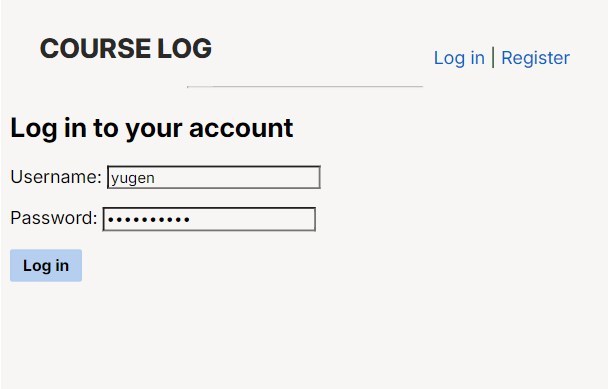 COURSE LOG
Log in | Register
Log in to your account
Username: yugen
Password: ••••••••••
Log in